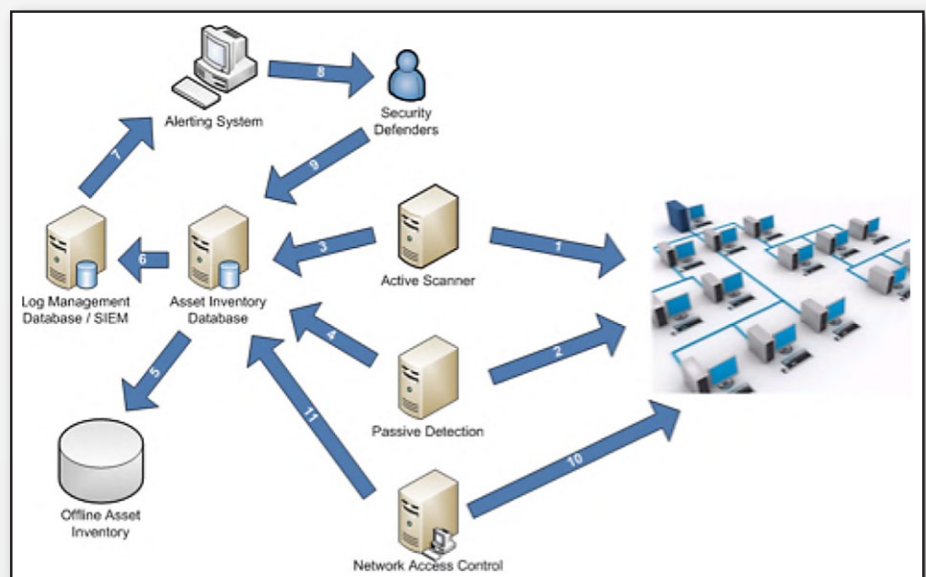 8
Alerting System
Security
Defenders
7
9
3
1
6
Log Management
Database / SIEM
Asset Inventory
Database
Active Scanner
4
2
5
11
Passive Detection
10
Offline Asset
Inventory
Network Access Control